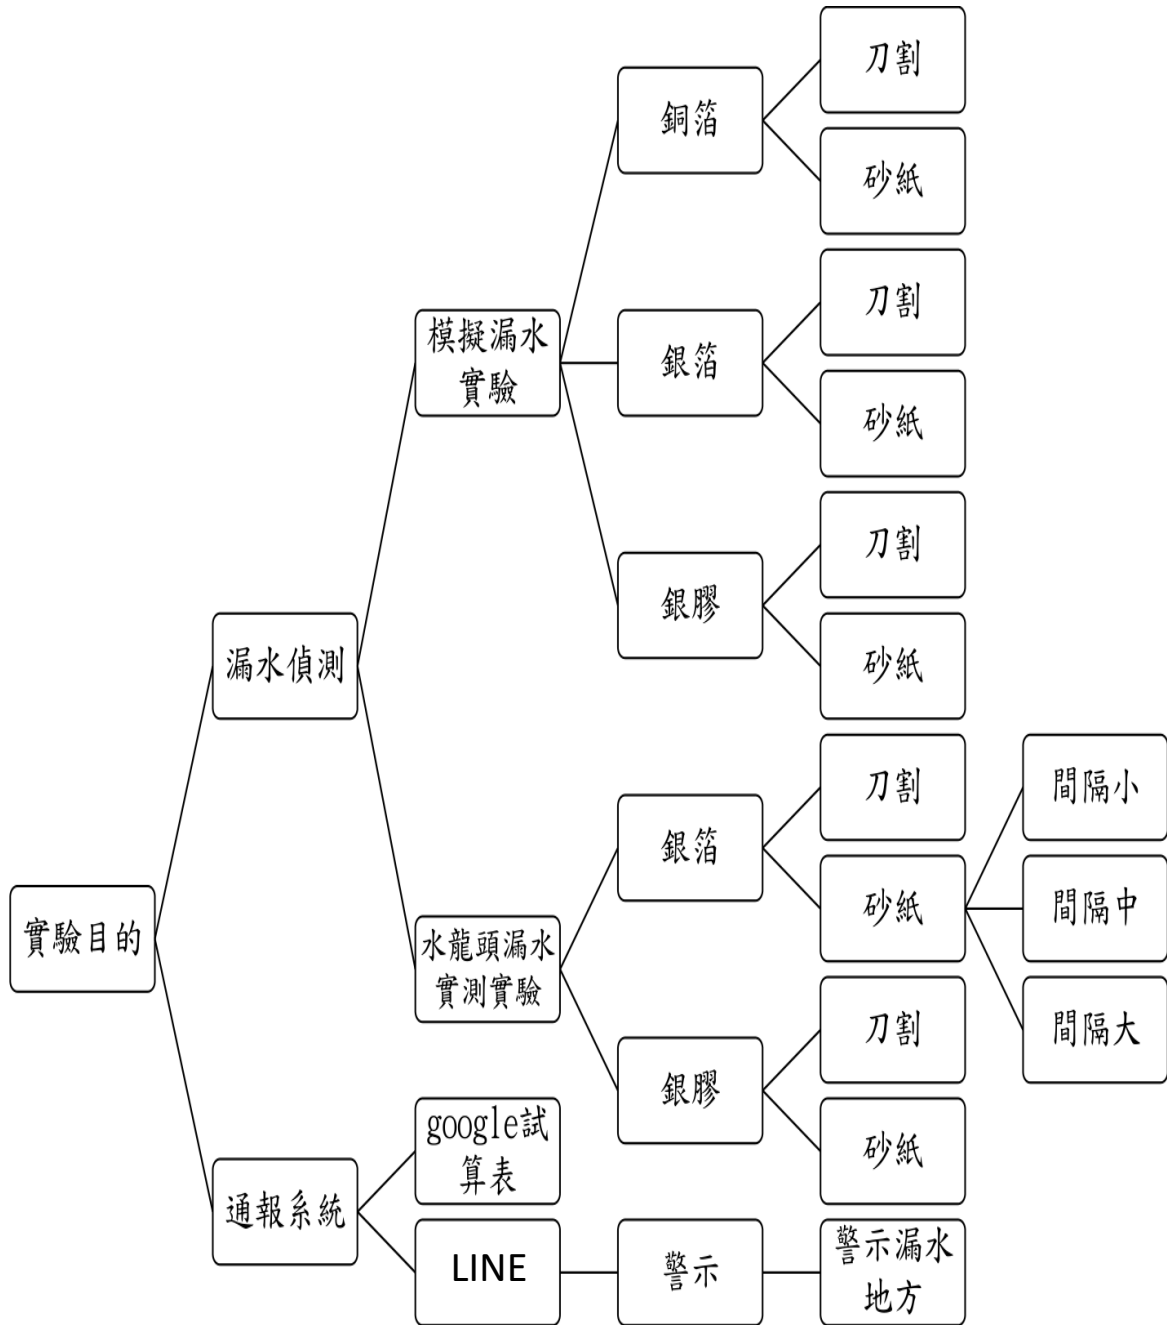 實驗目的
漏水偵測
模擬漏水
實驗
銅箔
刀割
砂紙
銀箔
刀割
砂紙
銀膠
刀割
砂紙
水龍頭漏水
實測實驗
銀箔
刀割
砂紙
間隔小
間隔中
間隔大
銀膠
刀割
砂紙
通報系統
google試
算表
LINE
警示
警示漏水
地方